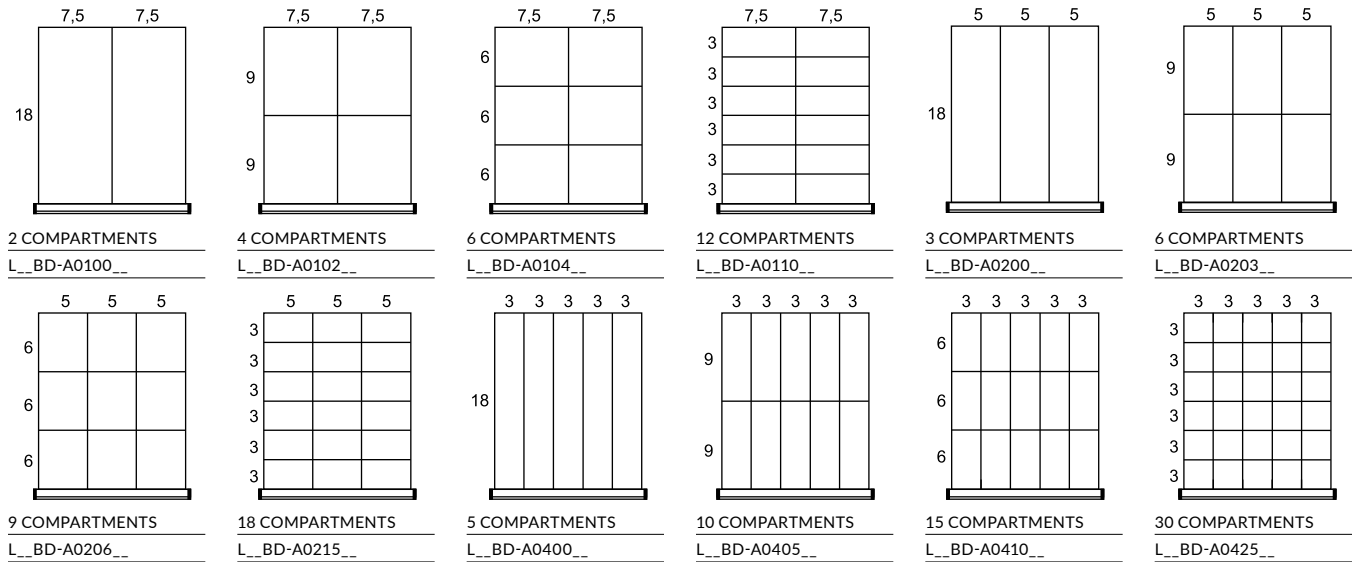 7,5 7,5
18
2 COMPARTMENTS
L__BD-A0100__
7,5 7,5
9
9
4 COMPARTMENTS
L__BD-A0102__
7,5 7,5
6
6
6
6 COMPARTMENTS
L__BD-A0104__
7,5 7,5
3
3
3
3
3
3
12 COMPARTMENTS
L__BD-A0110__
5 5 5
18
3 COMPARTMENTS
L__BD-A0200__
5 5 5
9
9
6 COMPARTMENTS
L__BD-A0203__
5 5 5
6
6
6
9 COMPARTMENTS
L__BD-A0206__
5 5 5
3
3
3
3
3
3
18 COMPARTMENTS
L__BD-A0215__
3 3 3 3 3
18
5 COMPARTMENTS
L__BD-A0400__
3 3 3 3 3
9
9
10 COMPARTMENTS
L__BD-A0405__
3 3 3 3 3
6
6
6
15 COMPARTMENTS
L__BD-A0410__
3 3 3 3 3
3
3
3
3
3
3
30 COMPARTMENTS
L__BD-A0425__